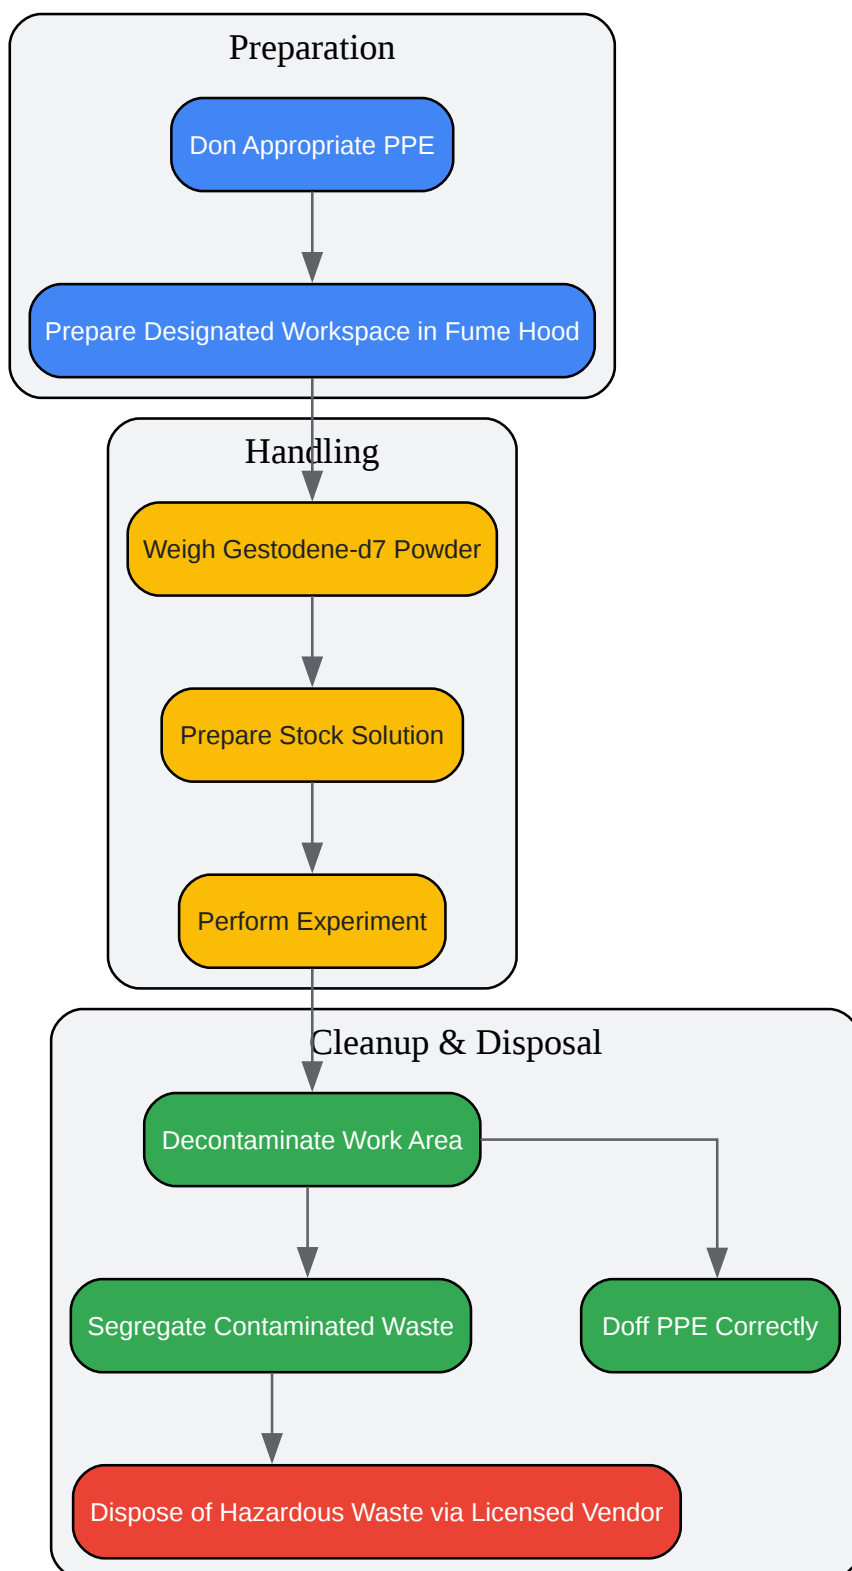 Preparation
Don Appropriate PPE
Prepare Designated Workspace in Fume Hood
Handling
Weigh Gestodene-d7 Powder
Prepare Stock Solution
Perform Experiment
Cleanup & Disposal
Decontaminate Work Area
Segregate Contaminated Waste
Doff PPE Correctly
Dispose of Hazardous Waste via Licensed Vendor